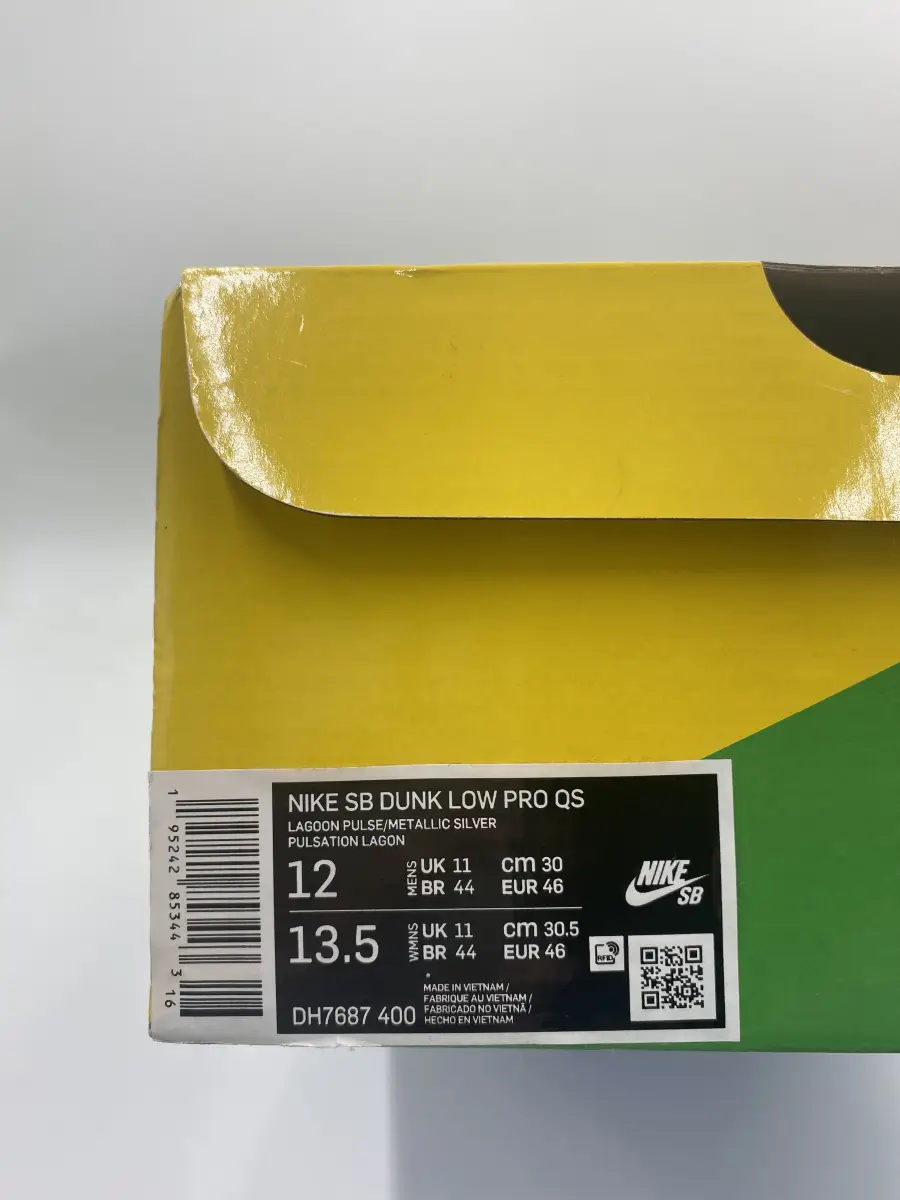 NIKE SB DUNK LOW PRO QS
LAGOON PULSE/METALLIC SILVER
PULSATION LAGON
12
MENS
UK 11 cm 30
BR 44 EUR 46
13.5
WMNS
UK 11 cm 30.5
BR 44 EUR 46
DH7687 400
MADE IN VIETNAM /
FABRIQUE AU VIETNAM /
FABRICADO NO VIETNÃ /
HECHO EN VIETNAM
NIKE
SB
RFID
1 95242 85344 3 16